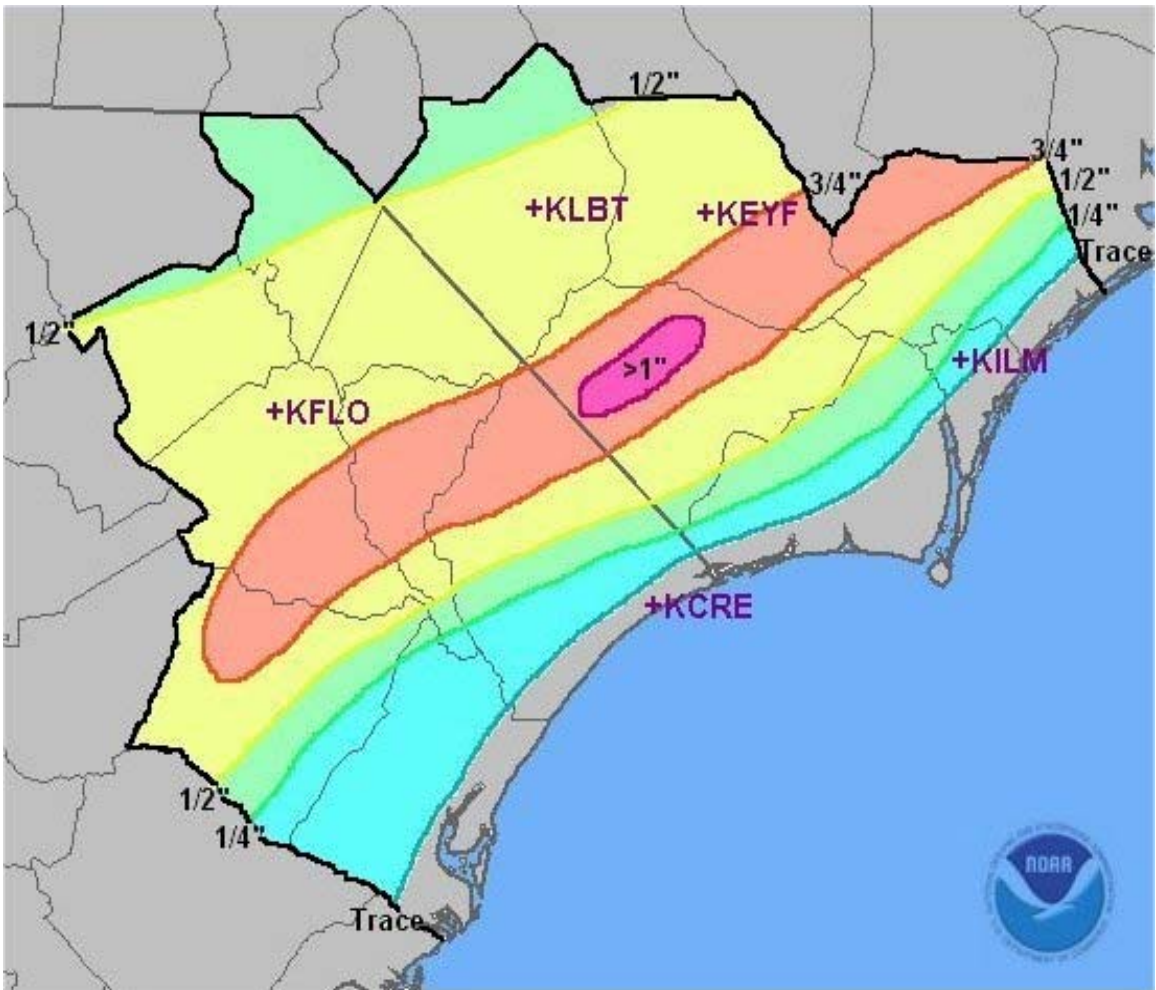 1/2"
3/4"
3/4"
1/2"
+KLBT
+KEYF
1/4"
Trace
1/2"
>1"
+KILM
+KFLO
+KCRE
1/2"
1/4"
Trace
NOAA